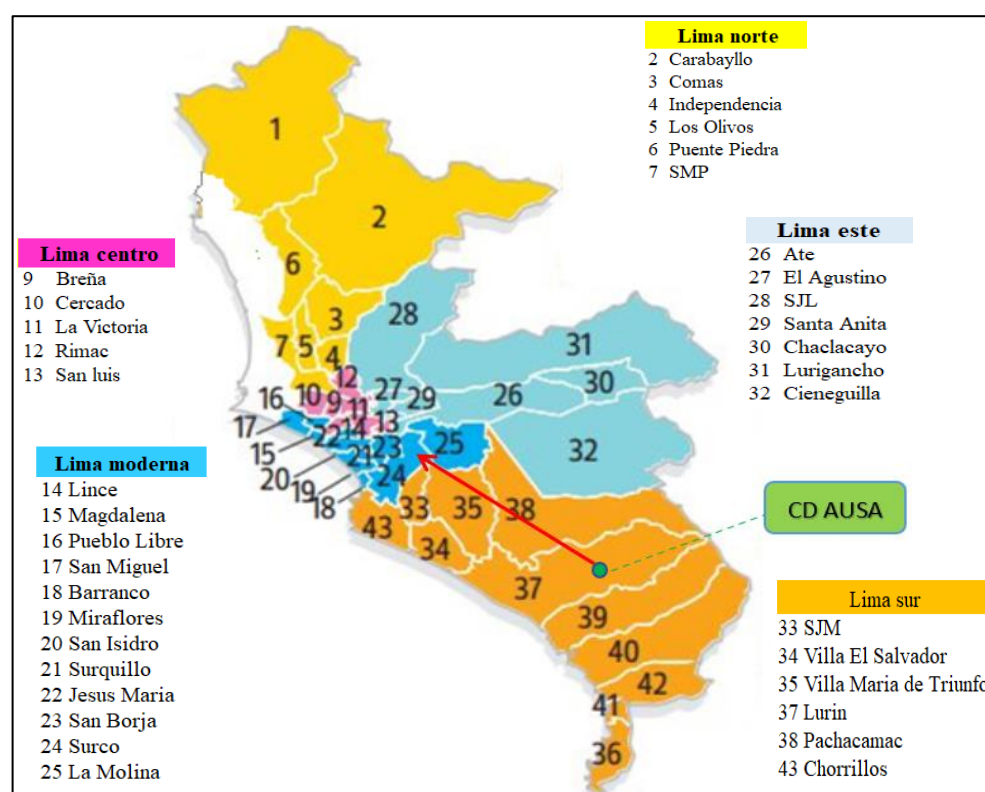 Lima norte
2 Carabayllo
3 Comas
4 Independencia
5 Los Olivos
6 Puente Piedra
7 SMP
Lima este
26 Ate
27 El Agustino
28 SJL
29 Santa Anita
30 Chaclacayo
31 Lurigancho
32 Cieneguilla
Lima centro
9 Breña
10 Cercado
11 La Victoria
12 Rimac
13 San luis
Lima moderna
14 Lince
15 Magdalena
16 Pueblo Libre
17 San Miguel
18 Barranco
19 Miraflores
20 San Isidro
21 Surquillo
22 Jesus Maria
23 San Borja
24 Surco
25 La Molina
CD AUSA
Lima sur
33 SJM
34 Villa El Salvador
35 Villa Maria de Triunfo
37 Lurin
38 Pachacamac
43 Chorrillos
1
2
6
3
28
7
5
4
31
12
30
10
9
11
27
29
26
16
17
14
13
15
22
21
23
25
32
20
19
24
18
43
33
35
38
34
37
39
40
42
41
36